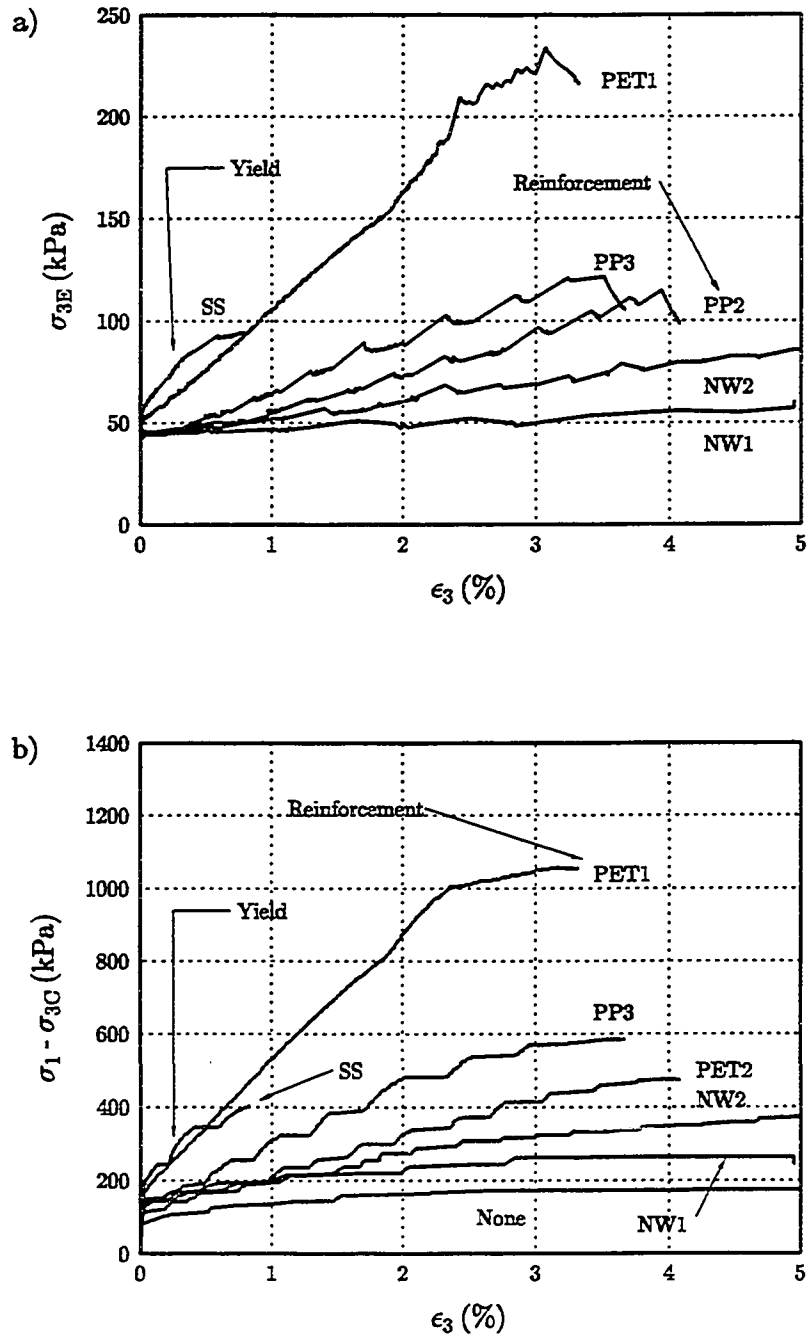 a)
250
200
150
100
50
0
σ3E (kPa)
Yield
SS
PET1
Reinforcement
PP3
PP2
NW2
NW1
0 1 2 3 4 5
ϵ3 (%)
b)
1400
1200
1000
800
600
400
200
0
σ1 - σ3C (kPa)
Reinforcement
PET1
Yield
SS
PP3
PET2
NW2
None
NW1
0 1 2 3 4 5
ϵ3 (%)